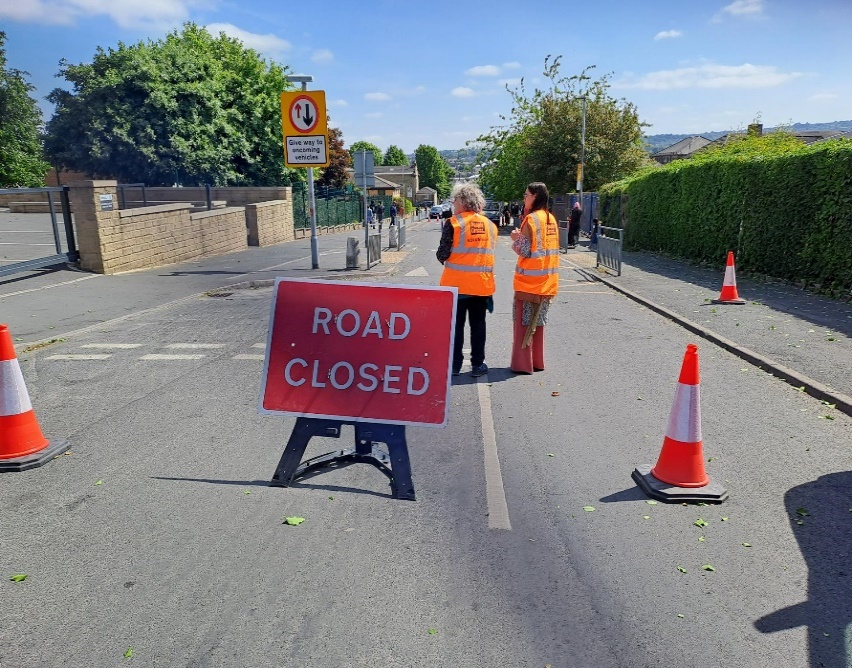 Give way to
oncoming
vehicles
ROAD
CLOSED